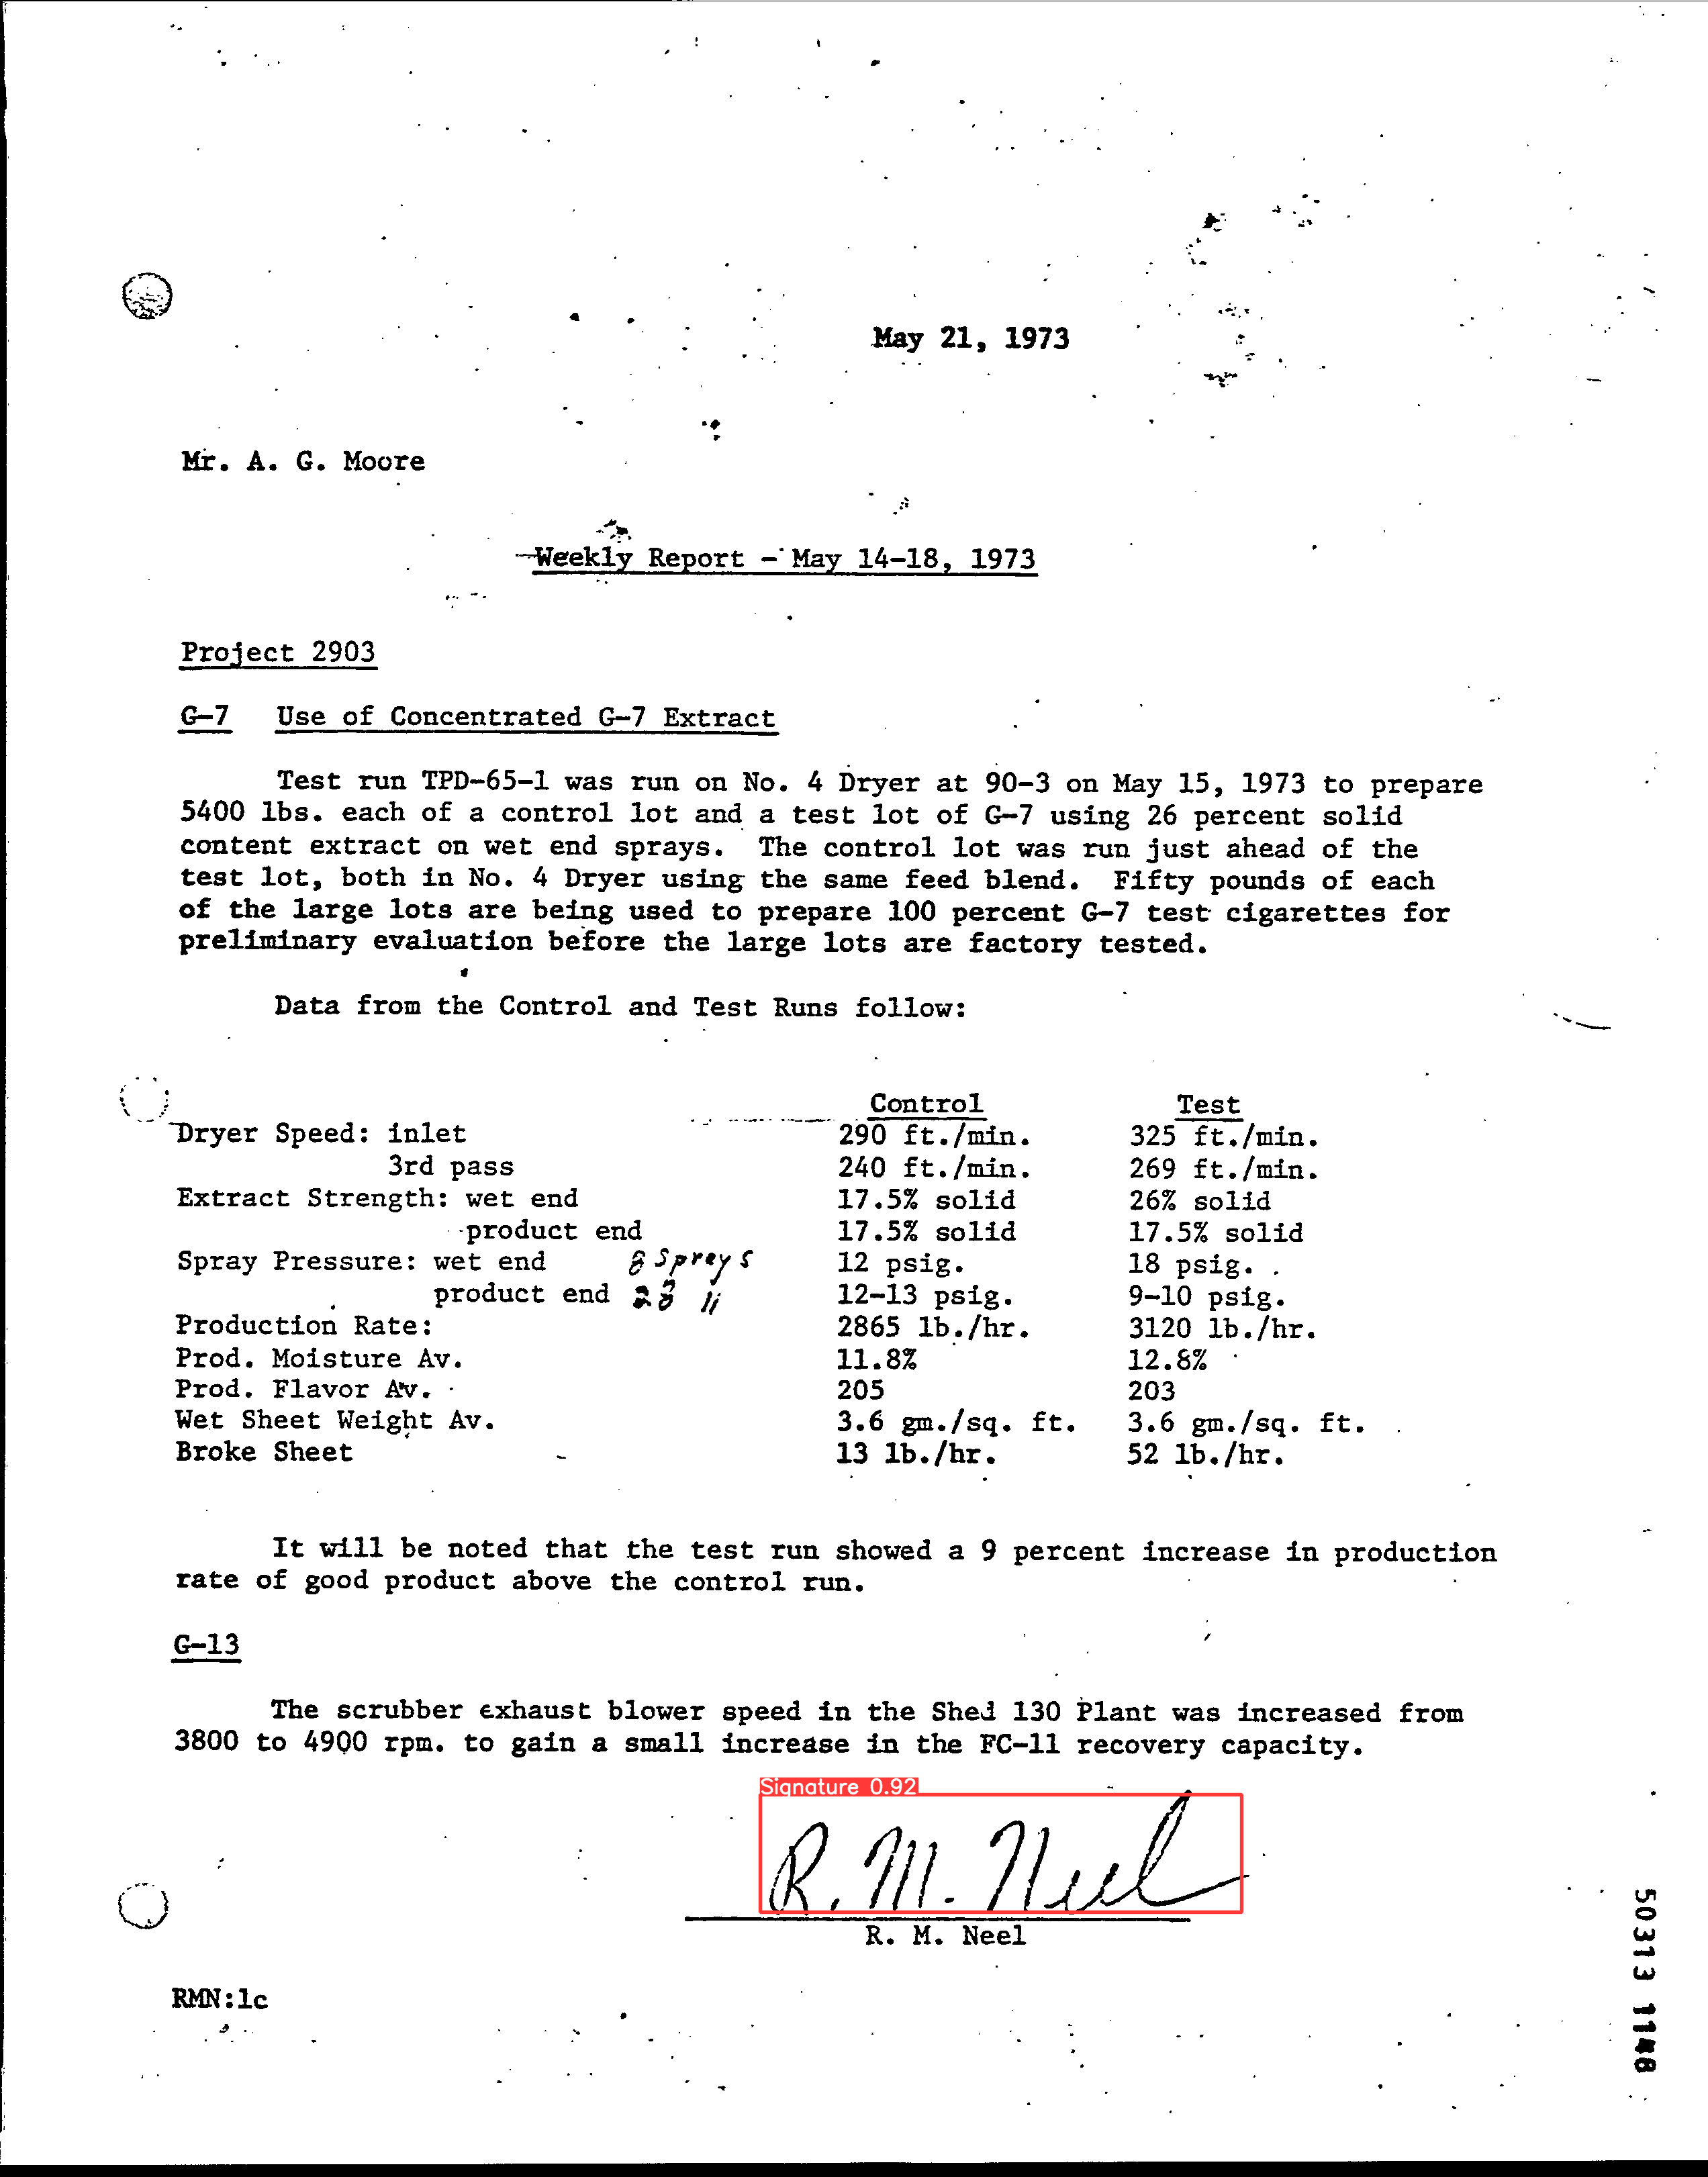 May 21, 1973
Mr. A. G. Moore
Weekly Report - May 14-18, 1973
Project 2903
G-7 Use of Concentrated G-7 Extract
Test run TPD-65-1 was run on No. 4 Dryer at 90-3 on May 15, 1973 to prepare
5400 lbs. each of a control lot and a test lot of G-7 using 26 percent solid
content extract on wet end sprays. The control lot was run just ahead of the
test lot, both in No. 4 Dryer using the same feed blend. Fifty pounds of each
of the large lots are being used to prepare 100 percent G-7 test cigarettes for
preliminary evaluation before the large lots are factory tested.
Data from the Control and Test Runs follow:
Control Test
Dryer Speed: inlet 290 ft./min. 325 ft./min.
3rd pass 240 ft./min. 269 ft./min.
Extract Strength: wet end 17.5% solid 26% solid
product end 17.5% solid 17.5% solid
Spray Pressure: wet end 8 Sprays 12 psig. 18 psig.
product end 12-13 psig. 9-10 psig.
Production Rate: 2865 lb./hr. 3120 lb./hr.
Prod. Moisture Av. 11.8% 12.8%
Prod. Flavor Av. 205 203
Wet Sheet Weight Av. 3.6 gm./sq. ft. 3.6 gm./sq. ft.
Broke Sheet 13 lb./hr. 52 lb./hr.
It will be noted that the test run showed a 9 percent increase in production
rate of good product above the control run.
G-13
The scrubber exhaust blower speed in the Shed 130 Plant was increased from
3800 to 4900 rpm. to gain a small increase in the FC-11 recovery capacity.
Signature 0.92
R. M. Neel
R. M. Neel
RMN:lc
50313 1148